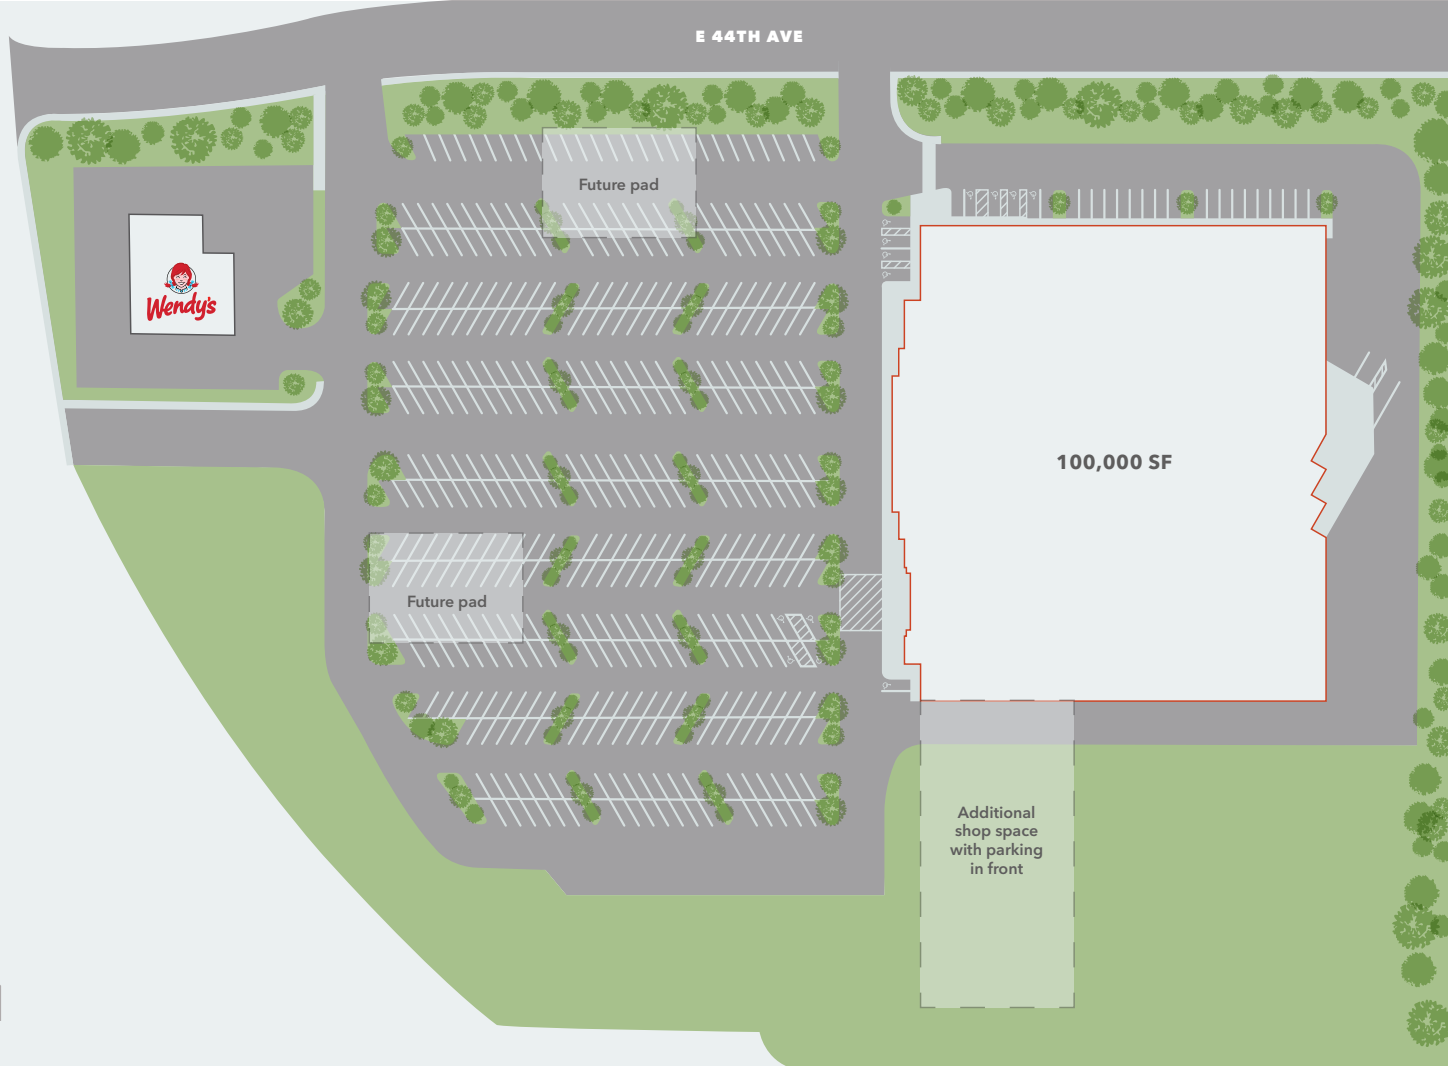 E 44TH AVE
Future pad
Wendy's
100,000 SF
Future pad
Additional
shop space
with parking
in front